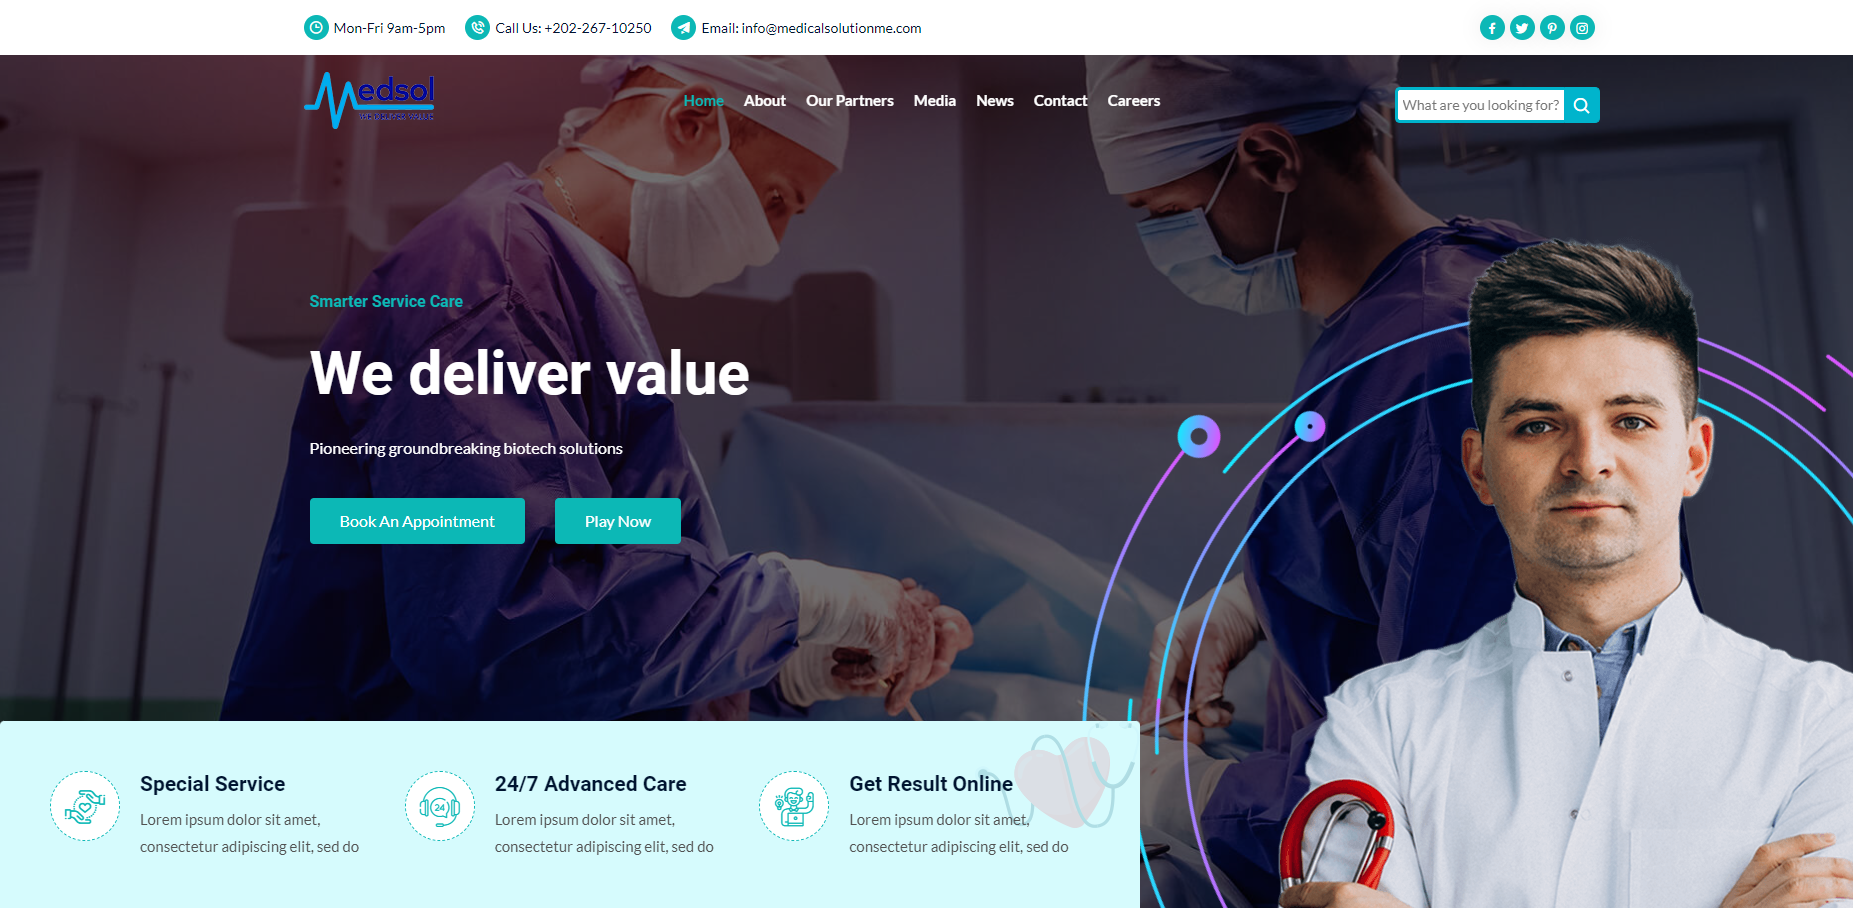 Mon-Fri 9am-5pm
Call Us: +202-267-10250
Email: info@medicalsolutionme.com
Medsol
WE DELIVER VALUE
Home
About
Our Partners
Media
News
Contact
Careers
What are you looking for?
Smarter Service Care
We deliver value
Pioneering groundbreaking biotech solutions
Book An Appointment
Play Now
Special Service
Lorem ipsum dolor sit amet,
consectetur adipiscing elit, sed do
24
24/7 Advanced Care
Lorem ipsum dolor sit amet,
consectetur adipiscing elit, sed do
Get Result Online
Lorem ipsum dolor sit amet,
consectetur adipiscing elit, sed do